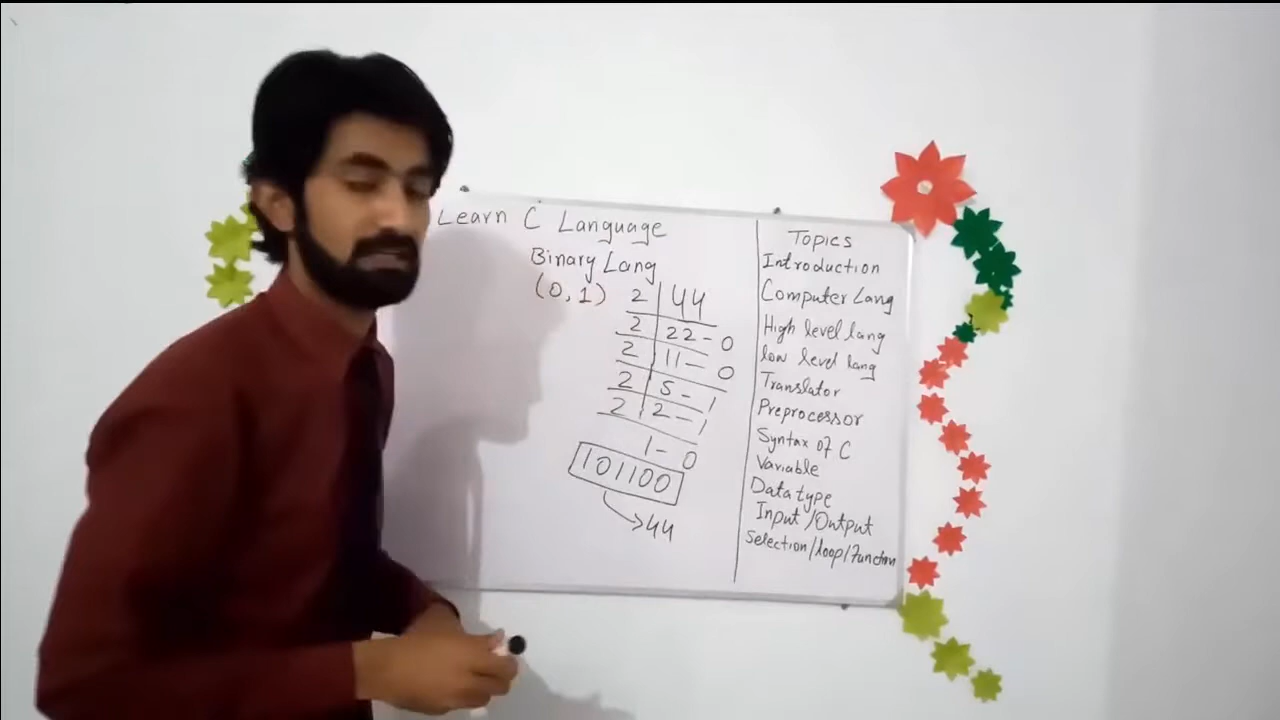 Learn C Language
Binary Lang
(0,1)
2 44
2 22-0
2 11-0
2 5-1
2 2-1
1-0
101100
→44
Topics
Introduction
Computer Lang
High level lang
low level lang
Translator
Preprocessor
Syntax of C
Variable
Data type
Input/Output
Selection/loop/Function